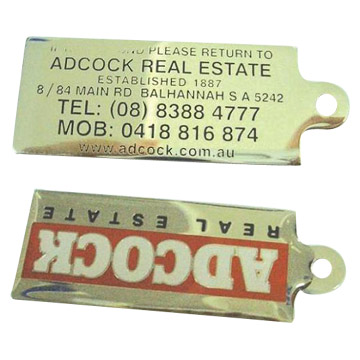 PLEASE RETURN TO
ADCOCK REAL ESTATE
ESTABLISHED 1887
8/84 MAIN RD BALHANNAH S A 5242
TEL: (08) 8388 4777
MOB: 0418 816 874
www.adcock.com.au
ADCOCK
REAL ESTATE